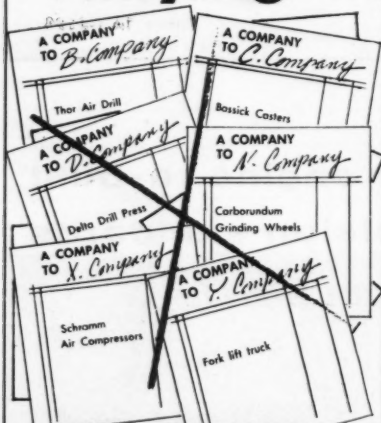 A COMPANY
TO B. Company
Thor Air Drill
A COMPANY
TO C. Company
Bassick Casters
A COMPANY
TO D. Company
Delta Drill Press
A COMPANY
TO N. Company
Carborundum
Grinding Wheels
A COMPANY
TO X. Company
Schramm
Air Compressors
A COMPANY
TO Y. Company
Fork lift truck